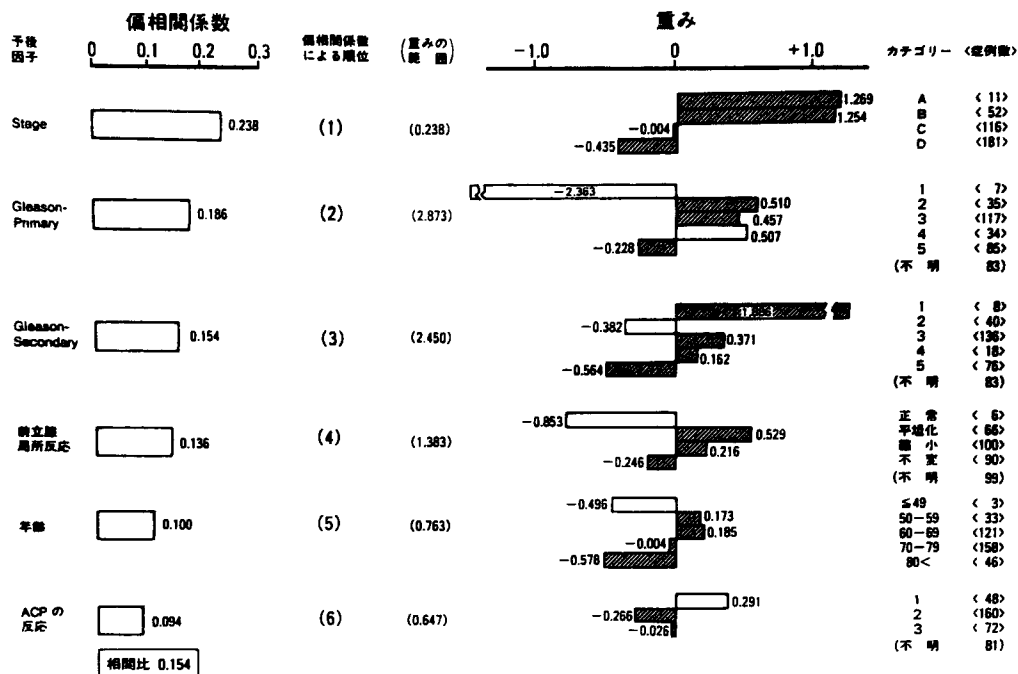 偏相関係数
重み
予後
因子
0 0.1 0.2 0.3
偏相関係数
による順位
(重みの
範囲)
-1.0 0 +1.0
カテゴリー <症例数>
Stage 0.238 (1) (0.238)
1.269 A < 11>
1.254 B < 52>
-0.004 C <116>
-0.435 D <181>
Gleason-
Primary 0.186 (2) (2.873)
-2.363 1 < 7>
0.510 2 < 35>
0.457 3 <117>
0.507 4 < 34>
-0.228 5 < 85>
(不明 83)
Gleason-
Secondary 0.154 (3) (2.450)
1 < 8>
-0.382 2 < 40>
0.371 3 <136>
0.162 4 < 18>
-0.564 5 < 76>
(不明 83)
前立腺
局所反応 0.136 (4) (1.383)
-0.853 正常 < 6>
0.529 平坦化 < 66>
0.216 縮小 <100>
-0.246 不変 < 90>
(不明 99)
年齢 0.100 (5) (0.763)
-0.496 ≦49 < 3>
0.173 50-59 < 33>
0.185 60-69 <121>
-0.004 70-79 <158>
-0.578 80< < 46>
ACPの
反応 0.094 (6) (0.647)
0.291 1 < 48>
-0.266 2 <160>
-0.026 3 < 72>
(不明 81)
相関比 0.154